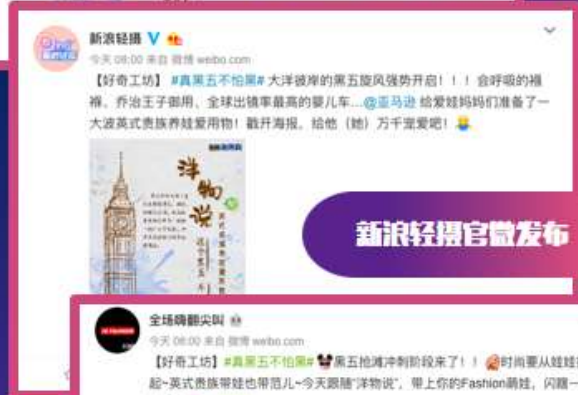 新浪轻摄
今天 08:00 来自 微博 weibo.com
【好奇工坊】 #真黑五不怕黑# 大洋彼岸的黑五旋风强势开启！！！会呼吸的襁
褓、乔治王子御用、全球出镜率最高的婴儿车...@亚马逊 给爱娃妈妈们准备了一
大波英式贵族养娃爱用物！戳开海报，给他（她）万千宠爱吧！
洋物说
新浪轻摄官微发布
全场嗨翻尖叫
今天 08:00 来自 微博 weibo.com
【好奇工坊】#真黑五不怕黑# 黑五抢滩冲刺阶段来了！！ 时尚要从娃娃
起~英式贵族带娃也带范儿~今天跟随“洋物说”，带上你的Fashion萌娃，闪瞎一